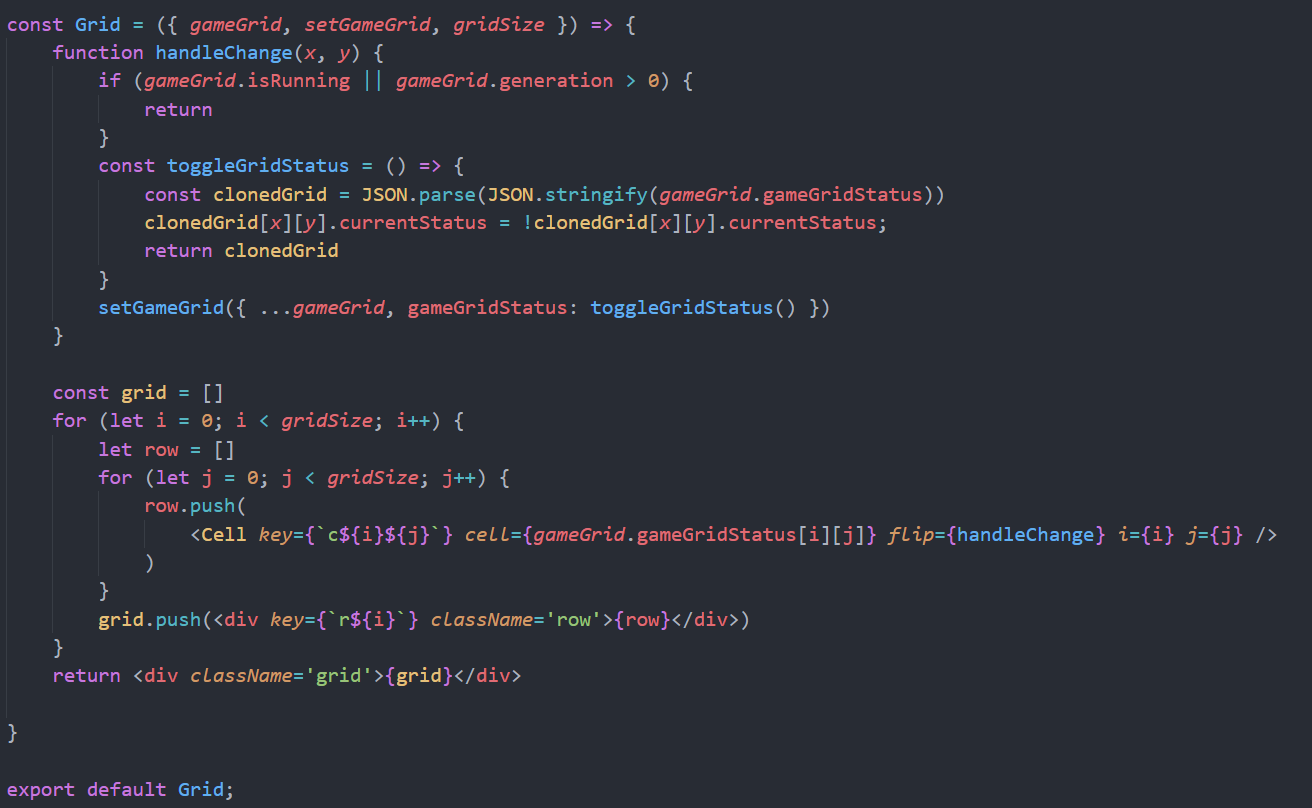 const Grid = ({ gameGrid, setGameGrid, gridSize }) => {
    function handleChange(x, y) {
        if (gameGrid.isRunning || gameGrid.generation > 0) {
            return
        }
        const toggleGridStatus = () => {
            const clonedGrid = JSON.parse(JSON.stringify(gameGrid.gameGridStatus))
            clonedGrid[x][y].currentStatus = !clonedGrid[x][y].currentStatus;
            return clonedGrid
        }
        setGameGrid({ ...gameGrid, gameGridStatus: toggleGridStatus() })
    }

    const grid = []
    for (let i = 0; i < gridSize; i++) {
        let row = []
        for (let j = 0; j < gridSize; j++) {
            row.push(
                <Cell key={`c${i}${j}`} cell={gameGrid.gameGridStatus[i][j]} flip={handleChange} i={i} j={j} />
            )
        }
        grid.push(<div key={`r${i}`} className='row'>{row}</div>)
    }
    return <div className='grid'>{grid}</div>

}

export default Grid;